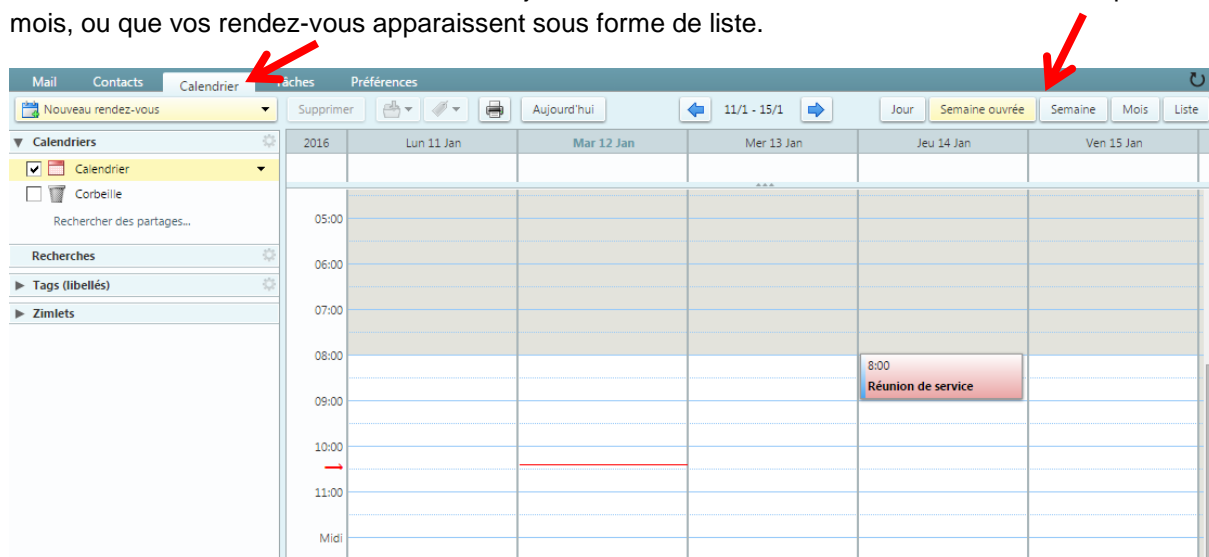 mois, ou que vos rendez-vous apparaissent sous forme de liste.
Mail Contacts Calendrier Préférences
Nouveau rendez-vous Supprimer Aujourd'hui 11/1 - 15/1 Jour Semaine ouvrée Semaine Mois Liste
Calendriers 2016 Lun 11 Jan Mar 12 Jan Mer 13 Jan Jeu 14 Jan Ven 15 Jan
Calendrier
Corbeille
Rechercher des partages...
Recherches
Tags (libellés)
Zimlets
05:00
06:00
07:00
08:00
8:00
Réunion de service
09:00
10:00
11:00
Midi